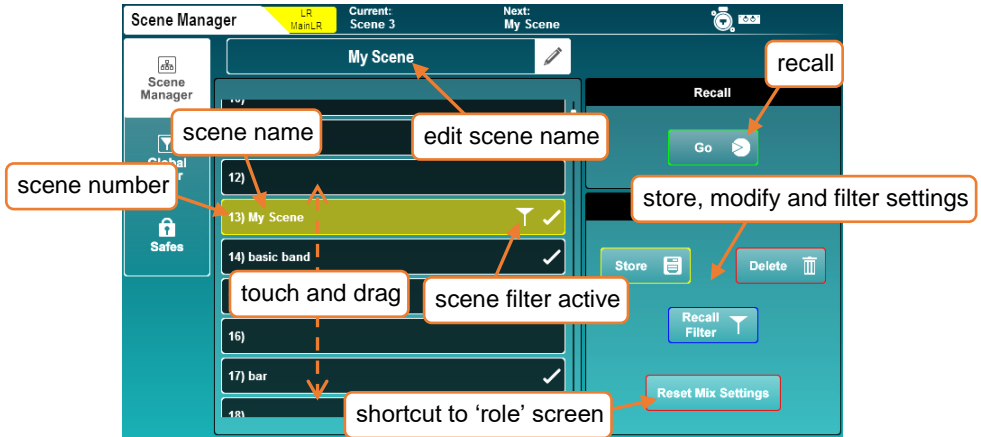 Scene Manager
LR
MainLR
Current:
Scene 3
Next:
My Scene
Scene
Manager
My Scene
Recall
recall
scene name
edit scene name
Go
scene number
12)
store, modify and filter settings
13) My Scene
Safes
14) basic band
Store
Delete
touch and drag
scene filter active
Recall
Filter
16)
17) bar
Reset Mix Settings
18)
shortcut to ‘role’ screen